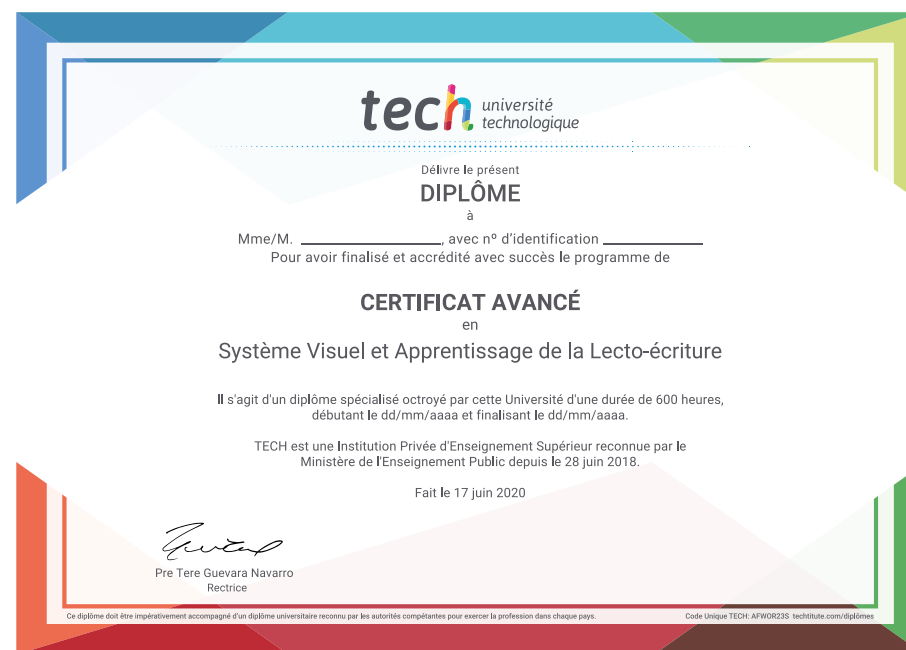 tech université
technologique
Délivre le présent
DIPLÔME
à
Mme/M. ____________________, avec nº d'identification ______________
Pour avoir finalisé et accrédité avec succès le programme de
CERTIFICAT AVANCÉ
en
Système Visuel et Apprentissage de la Lecto-écriture
Il s'agit d'un diplôme spécialisé octroyé par cette Université d'une durée de 600 heures,
débutant le dd/mm/aaaa et finalisant le dd/mm/aaaa.
TECH est une Institution Privée d'Enseignement Supérieur reconnue par le
Ministère de l'Enseignement Public depuis le 28 juin 2018.
Fait le 17 juin 2020
Pre Tere Guevara Navarro
Rectrice
Ce diplôme doit être impérativement accompagné d'un diplôme universitaire reconnu par les autorités compétantes pour exercer la profession dans chaque pays.
Code Unique TECH: AFWOR23S techtitute.com/diplômes